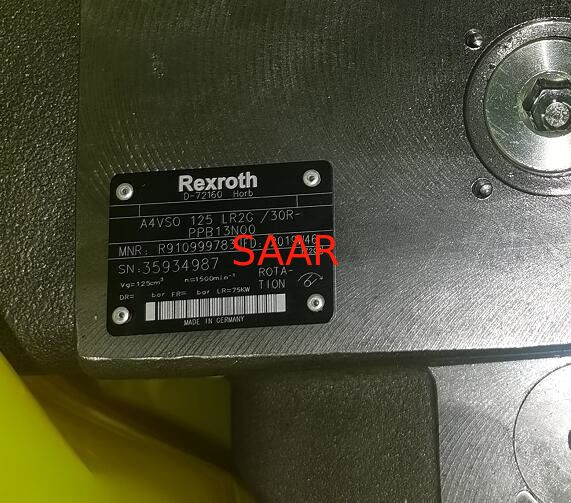 Rexroth
D-72160 Horb
A4VSO 125 LR2G /30R-
PPB13N00
MNR: R910999783 FD:
SAAR
SN: 35934987
ROTA-
TION
Vg=125cm³ n=1500min⁻¹
DR= bar FR= bar LR=75KW
MADE IN GERMANY